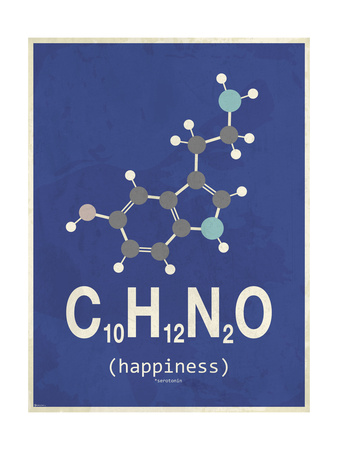 C₁₀H₁₂N₂O
(happiness)
*serotonin